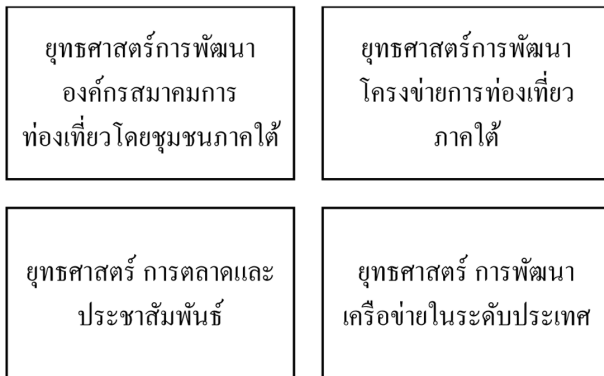 ยุทธศาสตร์การพัฒนา
องค์กรสมาคมการ
ท่องเที่ยวโดยชุมชนภาคใต้
ยุทธศาสตร์การพัฒนา
โครงข่ายการท่องเที่ยว
ภาคใต้
ยุทธศาสตร์ การตลาดและ
ประชาสัมพันธ์
ยุทธศาสตร์ การพัฒนา
เครือข่ายในระดับประเทศ